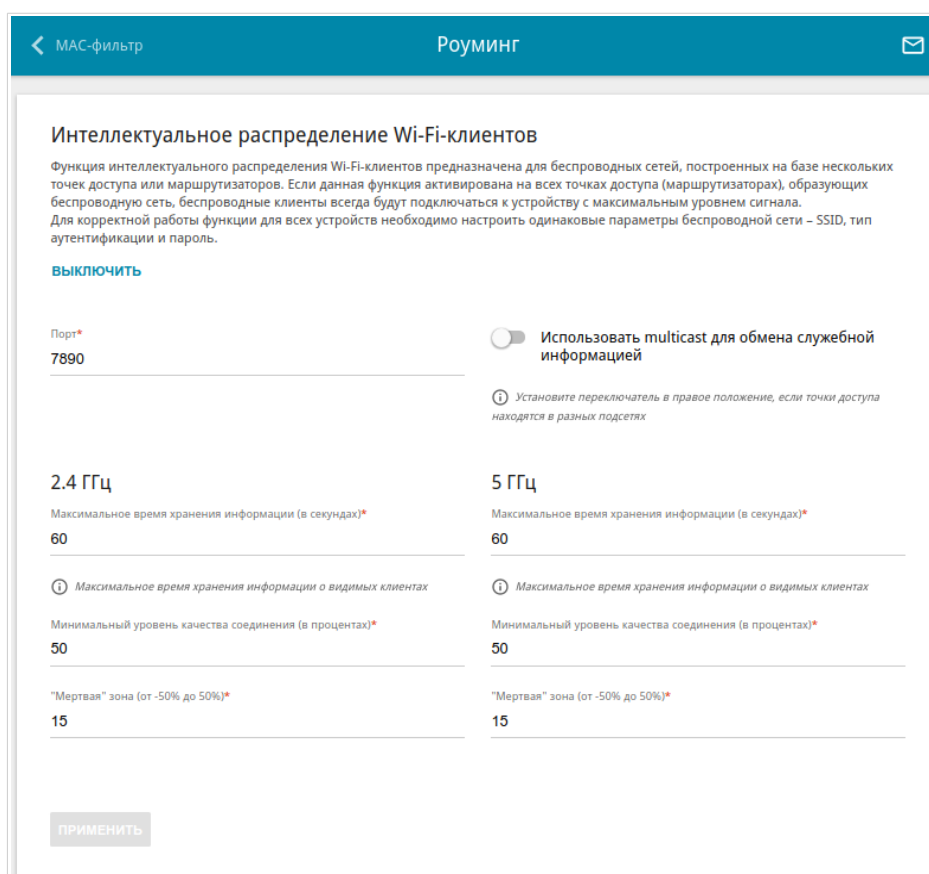 МАС-фильтр
Роуминг
Интеллектуальное распределение Wi-Fi-клиентов
Функция интеллектуального распределения Wi-Fi-клиентов предназначена для беспроводных сетей, построенных на базе нескольких
точек доступа или маршрутизаторов. Если данная функция активирована на всех точках доступа (маршрутизаторах), образующих
беспроводную сеть, беспроводные клиенты всегда будут подключаться к устройству с максимальным уровнем сигнала.
Для корректной работы функции для всех устройств необходимо настроить одинаковые параметры беспроводной сети – SSID, тип
аутентификации и пароль.
ВЫКЛЮЧИТЬ
Порт*
7890
Использовать multicast для обмена служебной
информацией
Установите переключатель в правое положение, если точки доступа
находятся в разных подсетях
2.4 ГГц
Максимальное время хранения информации (в секундах)*
60
Максимальное время хранения информации о видимых клиентах
Минимальный уровень качества соединения (в процентах)*
50
"Мертвая" зона (от -50% до 50%)*
15
5 ГГц
Максимальное время хранения информации (в секундах)*
60
Максимальное время хранения информации о видимых клиентах
Минимальный уровень качества соединения (в процентах)*
50
"Мертвая" зона (от -50% до 50%)*
15
ПРИМЕНИТЬ